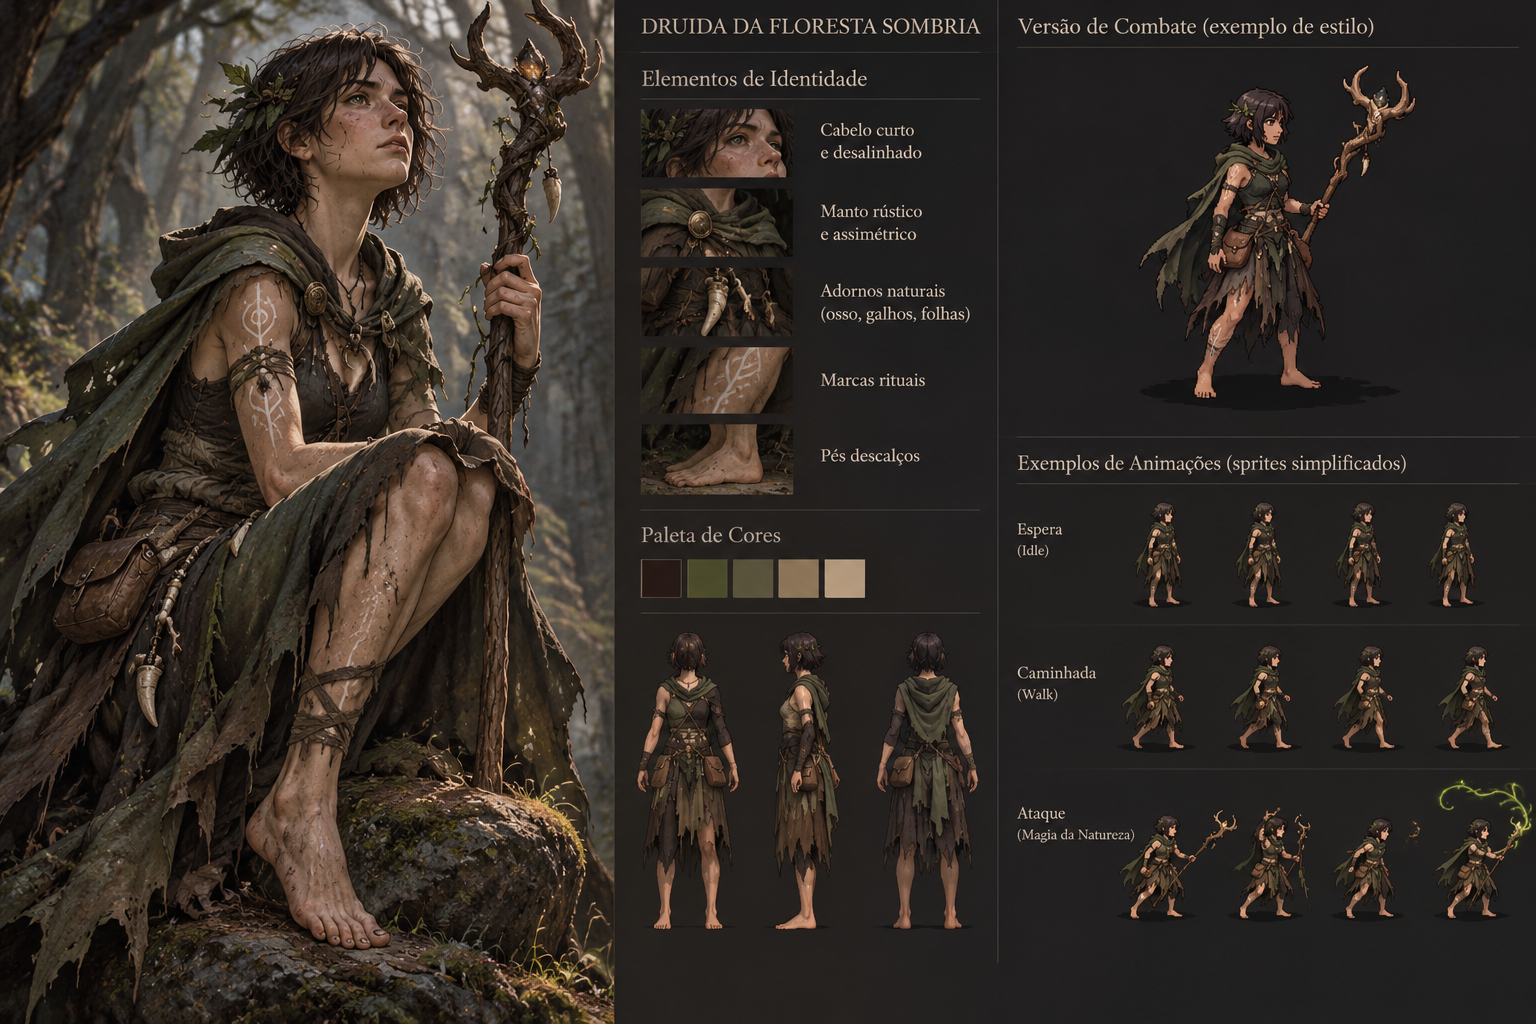 DRUIDA DA FLORESTA SOMBRIA
Elementos de Identidade
Cabelo curto
e desalinhado
Manto rústico
e assimétrico
Adornos naturais
(osso, galhos, folhas)
Marcas rituais
Pés descalços
Paleta de Cores
Versão de Combate (exemplo de estilo)
Exemplos de Animações (sprites simplificados)
Espera
(Idle)
Caminhada
(Walk)
Ataque
(Magia da Natureza)